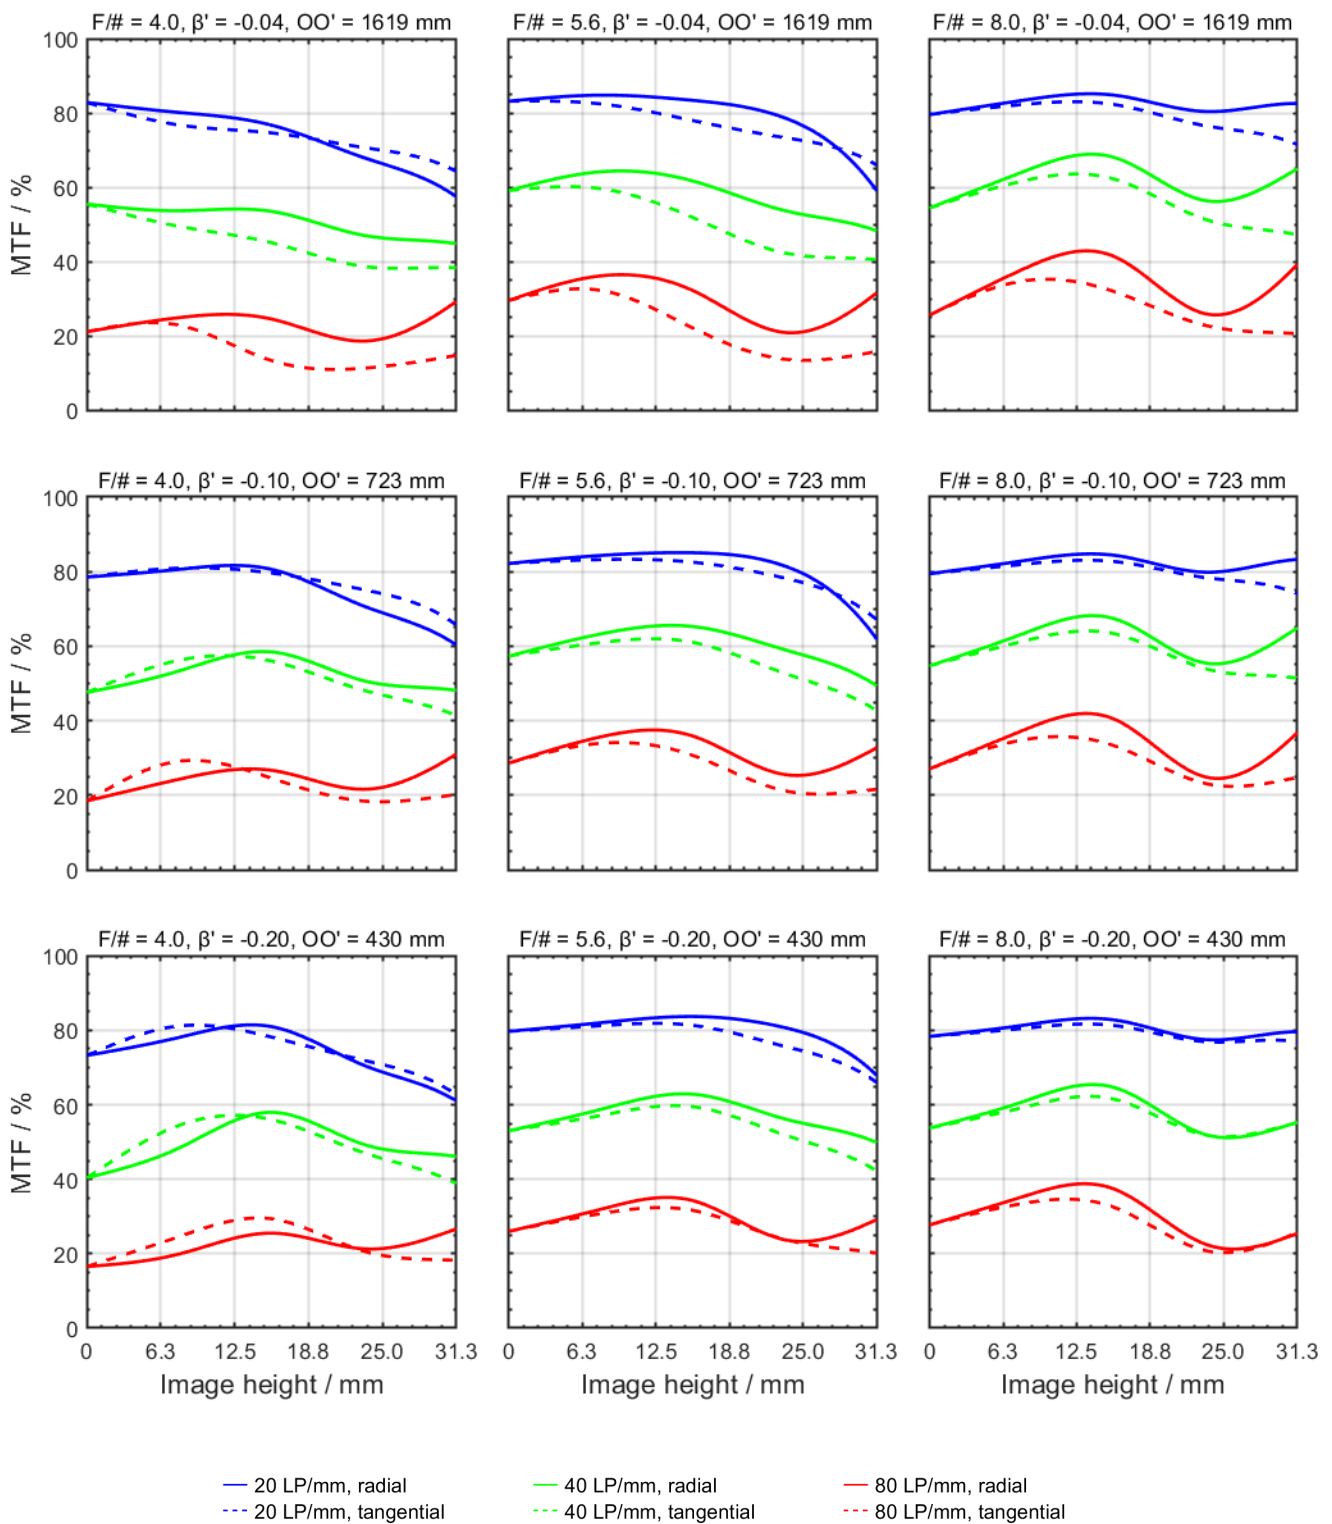 F/# = 4.0, β' = -0.04, OO' = 1619 mm
F/# = 5.6, β' = -0.04, OO' = 1619 mm
F/# = 8.0, β' = -0.04, OO' = 1619 mm
100
80
60
40
20
0
MTF / %
F/# = 4.0, β' = -0.10, OO' = 723 mm
F/# = 5.6, β' = -0.10, OO' = 723 mm
F/# = 8.0, β' = -0.10, OO' = 723 mm
100
80
60
40
20
0
MTF / %
F/# = 4.0, β' = -0.20, OO' = 430 mm
F/# = 5.6, β' = -0.20, OO' = 430 mm
F/# = 8.0, β' = -0.20, OO' = 430 mm
100
80
60
40
20
0
MTF / %
0 6.3 12.5 18.8 25.0 31.3
0 6.3 12.5 18.8 25.0 31.3
0 6.3 12.5 18.8 25.0 31.3
Image height / mm
Image height / mm
Image height / mm
20 LP/mm, radial
40 LP/mm, radial
80 LP/mm, radial
20 LP/mm, tangential
40 LP/mm, tangential
80 LP/mm, tangential